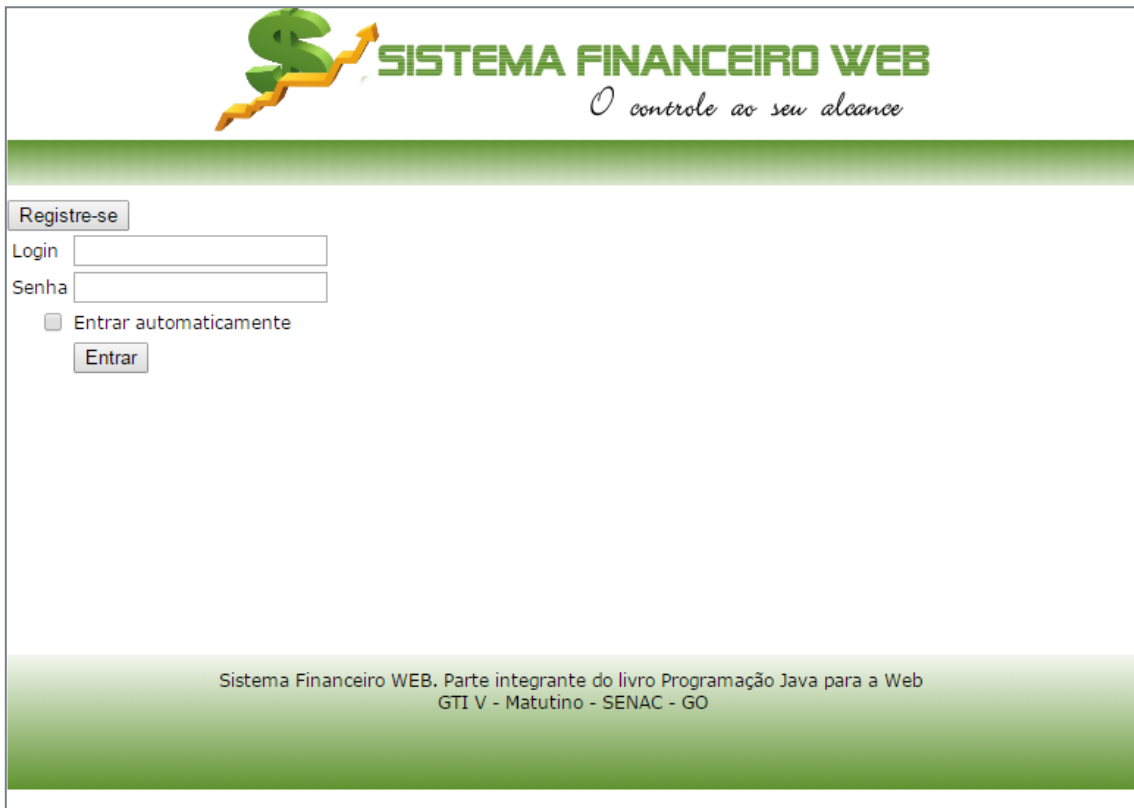 SISTEMA FINANCEIRO WEB
O controle ao seu alcance
Registre-se
Login
Senha
Entrar automaticamente
Entrar
Sistema Financeiro WEB. Parte integrante do livro Programação Java para a Web
GTI V - Matutino - SENAC - GO